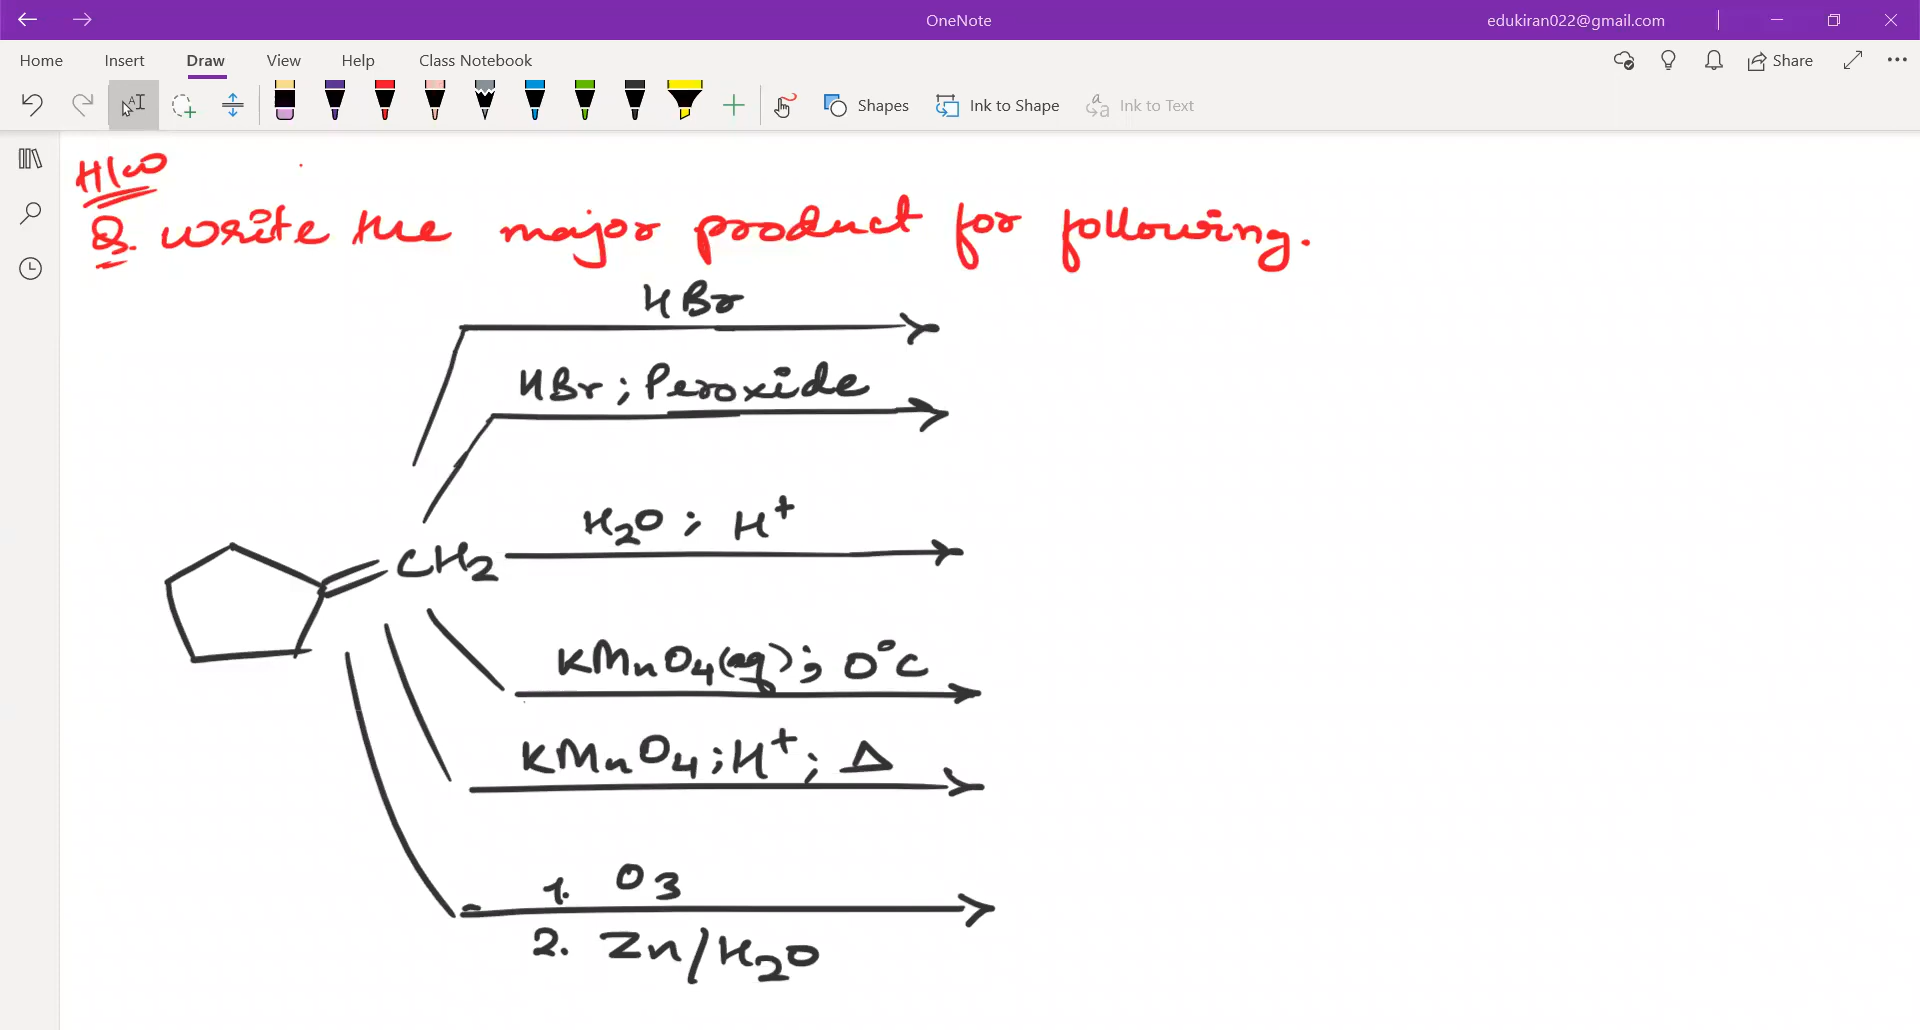 OneNote
edukiran022@gmail.com
Home Insert Draw View Help Class Notebook
Share
Shapes Ink to Shape Ink to Text
H/w
Q. write the major product for following.
HBr
HBr ; Peroxide
CH2
H2O ; H+
KMnO4(aq) ; 0°C
KMnO4 ; H+ ; Δ
1. O3
2. Zn/H2O